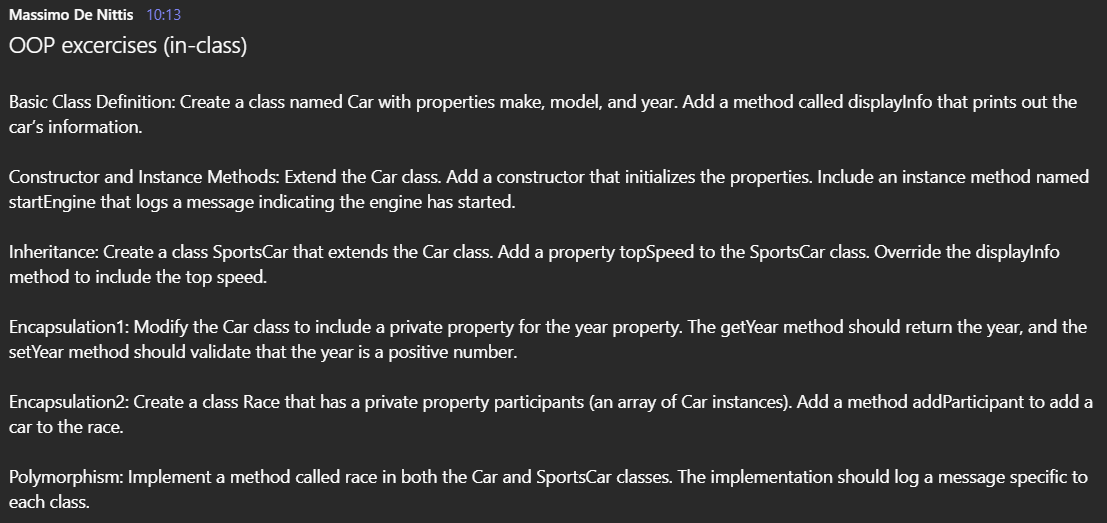 Massimo De Nittis 10:13
OOP excercises (in-class)
Basic Class Definition: Create a class named Car with properties make, model, and year. Add a method called displayInfo that prints out the
car’s information.
Constructor and Instance Methods: Extend the Car class. Add a constructor that initializes the properties. Include an instance method named
startEngine that logs a message indicating the engine has started.
Inheritance: Create a class SportsCar that extends the Car class. Add a property topSpeed to the SportsCar class. Override the displayInfo
method to include the top speed.
Encapsulation1: Modify the Car class to include a private property for the year property. The getYear method should return the year, and the
setYear method should validate that the year is a positive number.
Encapsulation2: Create a class Race that has a private property participants (an array of Car instances). Add a method addParticipant to add a
car to the race.
Polymorphism: Implement a method called race in both the Car and SportsCar classes. The implementation should log a message specific to
each class.